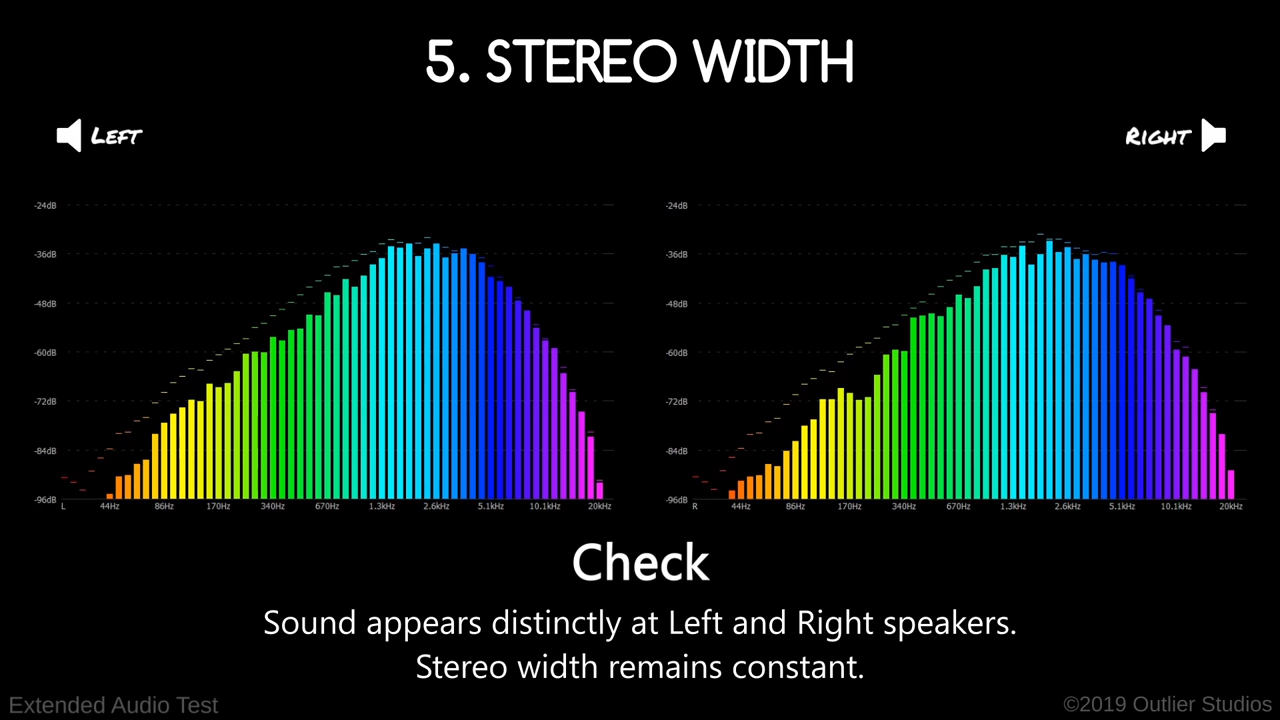 5. STEREO WIDTH
LEFT
RIGHT
-24dB
-36dB
-48dB
-60dB
-72dB
-84dB
-96dB
L 44Hz 86Hz 170Hz 340Hz 670Hz 1.3kHz 2.6kHz 5.1kHz 10.1kHz 20kHz
-24dB
-36dB
-48dB
-60dB
-72dB
-84dB
-96dB
R 44Hz 86Hz 170Hz 340Hz 670Hz 1.3kHz 2.6kHz 5.1kHz 10.1kHz 20kHz
Check
Sound appears distinctly at Left and Right speakers.
Stereo width remains constant.
Extended Audio Test
©2019 Outlier Studios